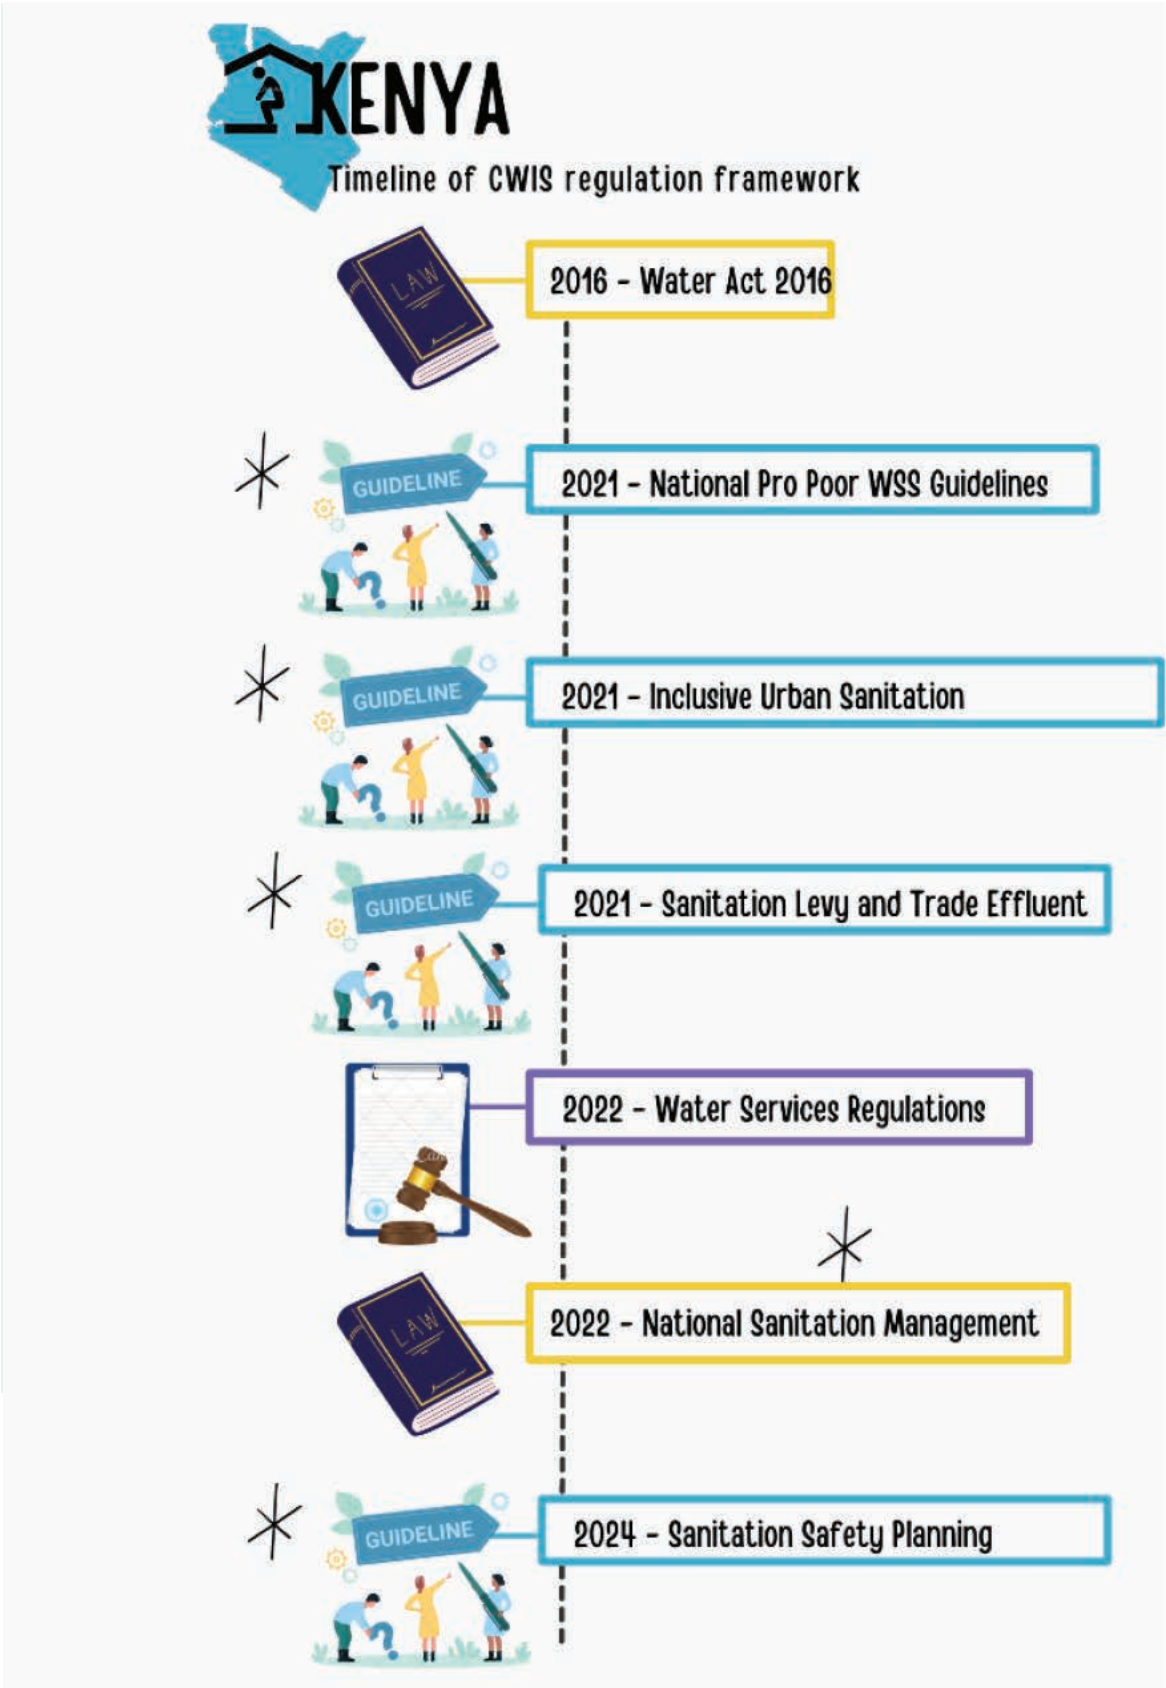 KENYA
Timeline of CWIS regulation framework
LAW
2016 - Water Act 2016
GUIDELINE
2021 - National Pro Poor WSS Guidelines
GUIDELINE
2021 - Inclusive Urban Sanitation
GUIDELINE
2021 - Sanitation Levy and Trade Effluent
2022 - Water Services Regulations
LAW
2022 - National Sanitation Management
GUIDELINE
2024 - Sanitation Safety Planning